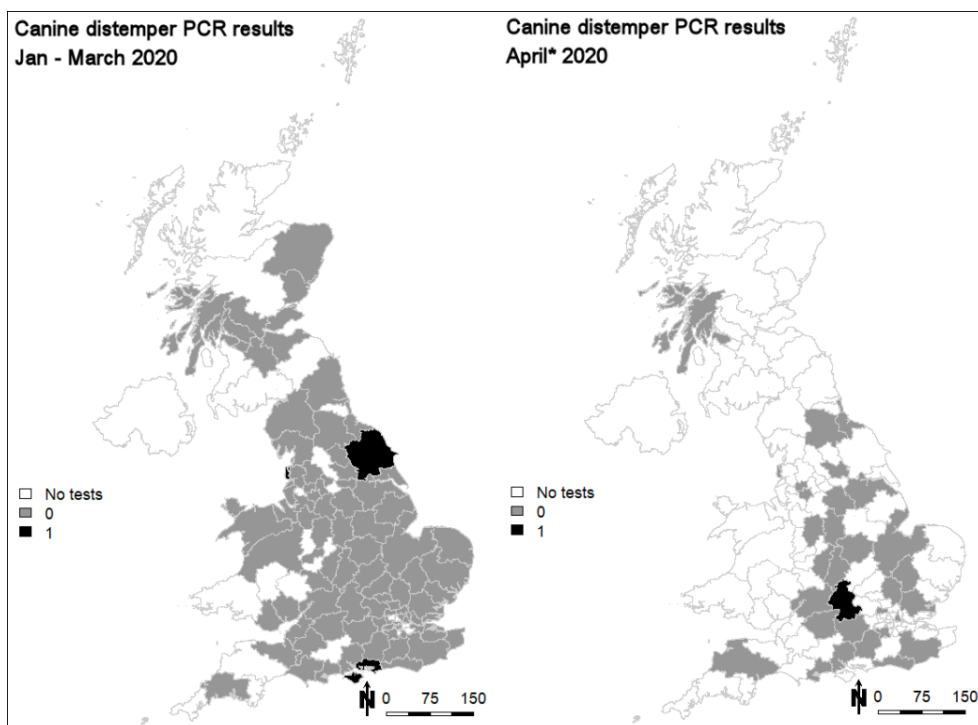 Canine distemper PCR results
Jan - March 2020
No tests
0
1
N
0 75 150
Canine distemper PCR results
April* 2020
No tests
0
1
N
0 75 150